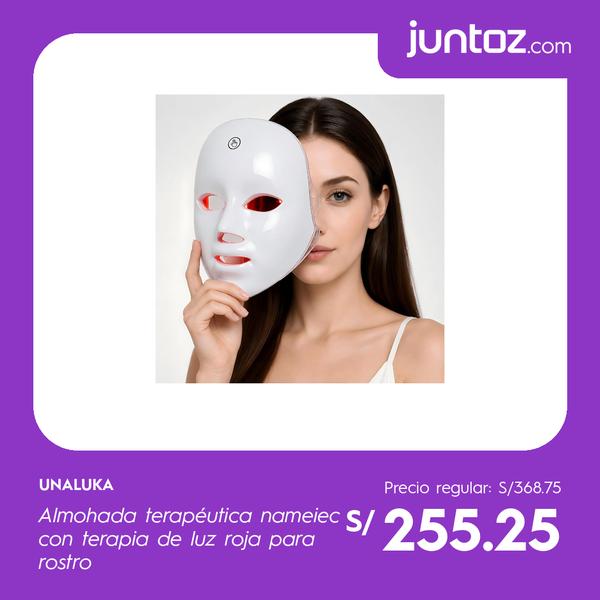 juntoz.com
UNALUKA
Almohada terapéutica nameiec
con terapia de luz roja para
rostro
Precio regular: S/368.75
S/ 255.25